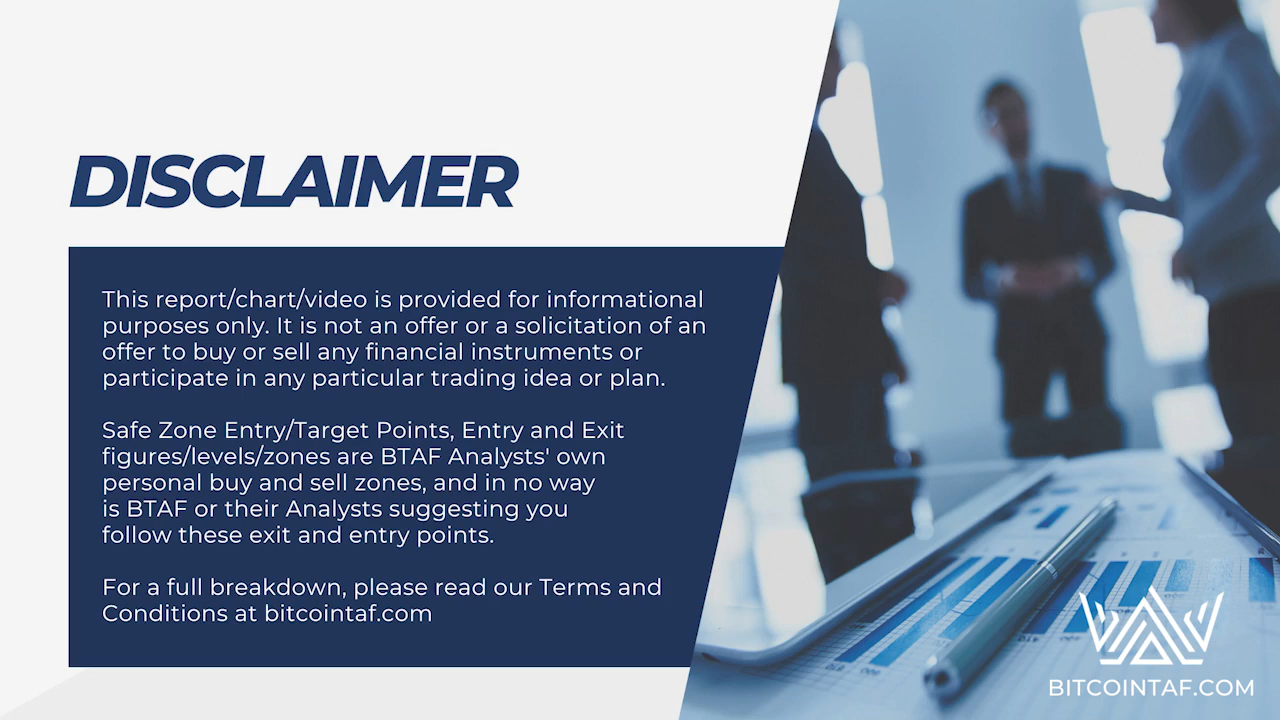 DISCLAIMER
This report/chart/video is provided for informational
purposes only. It is not an offer or a solicitation of an
offer to buy or sell any financial instruments or
participate in any particular trading idea or plan.
Safe Zone Entry/Target Points, Entry and Exit
figures/levels/zones are BTAF Analysts' own
personal buy and sell zones, and in no way
is BTAF or their Analysts suggesting you
follow these exit and entry points.
For a full breakdown, please read our Terms and
Conditions at bitcointaf.com
BITCOINTAF.COM